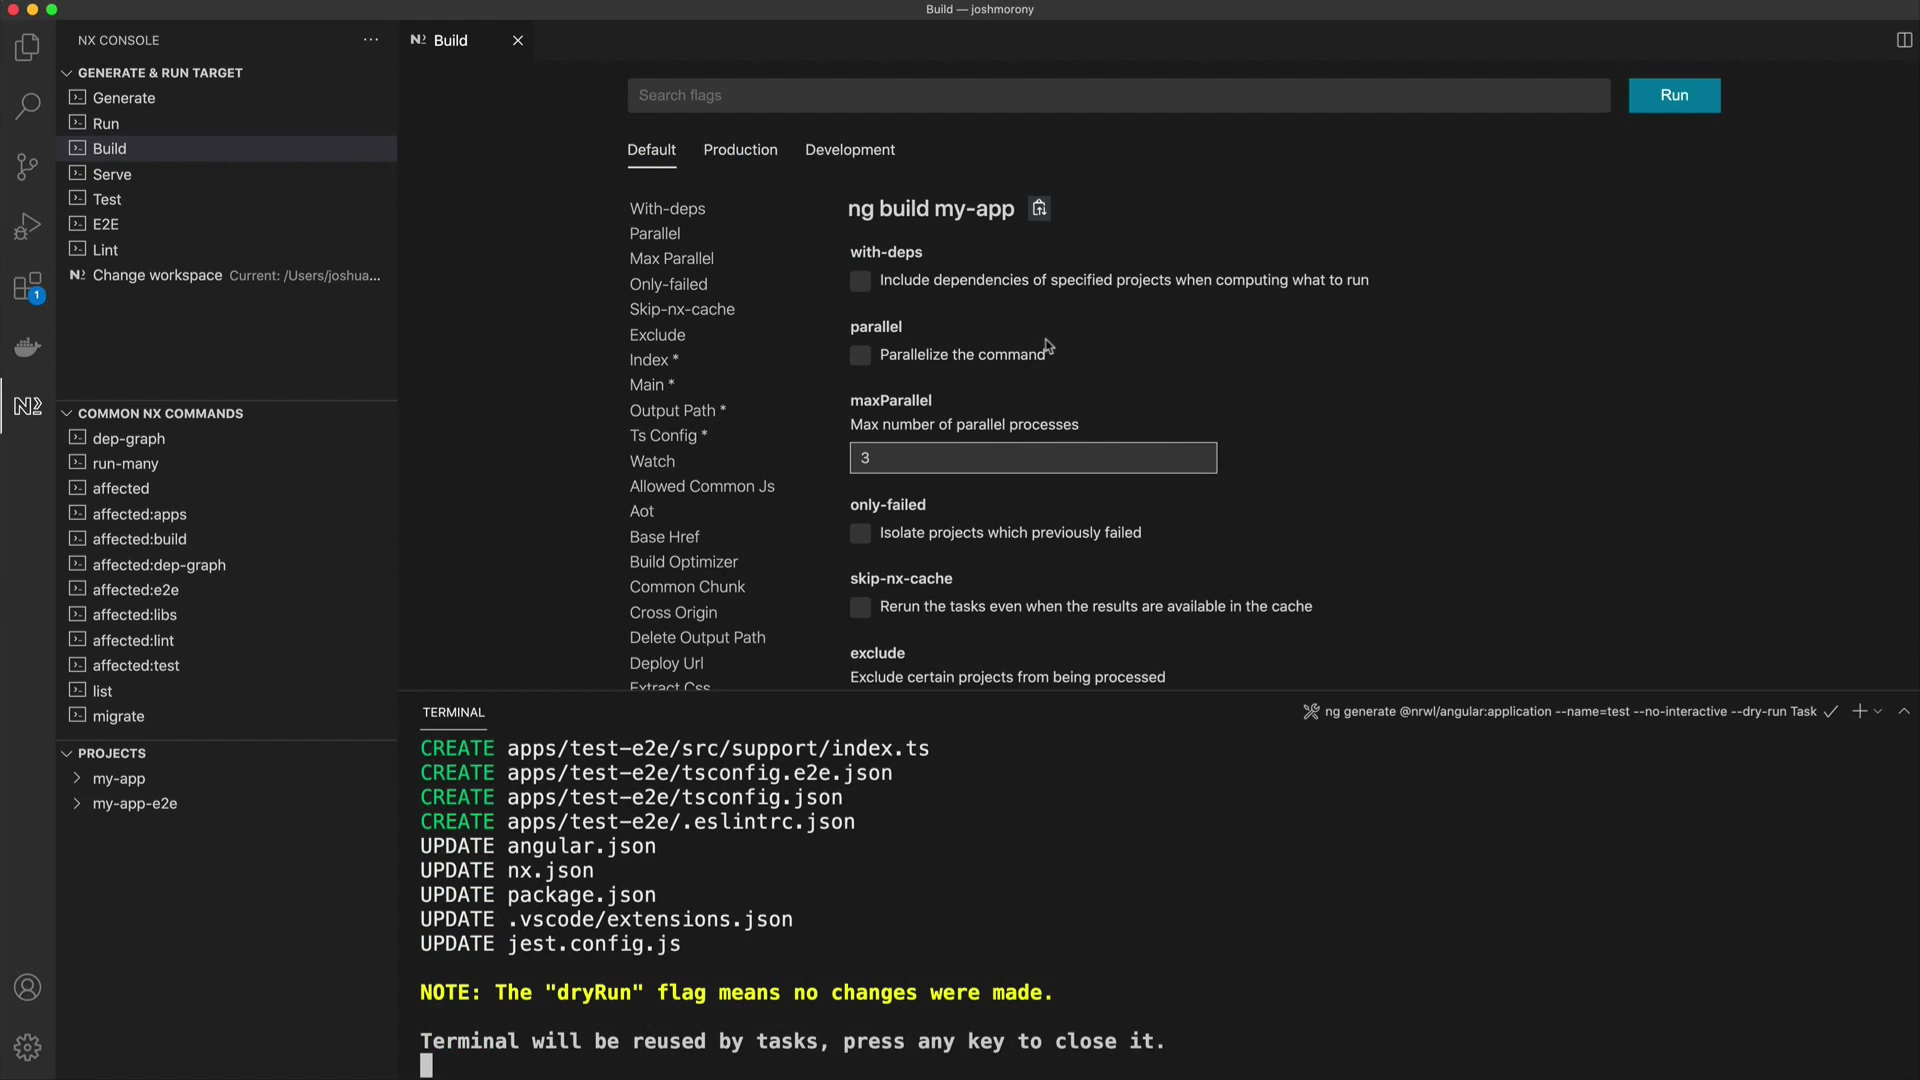 Build — joshmorony
NX CONSOLE
GENERATE & RUN TARGET
Generate
Run
Build
Serve
Test
E2E
Lint
Change workspace Current: /Users/joshua...
1
COMMON NX COMMANDS
dep-graph
run-many
affected
affected:apps
affected:build
affected:dep-graph
affected:e2e
affected:libs
affected:lint
affected:test
list
migrate
PROJECTS
my-app
my-app-e2e
Build
Search flags
Run
Default Production Development
With-deps
Parallel
Max Parallel
Only-failed
Skip-nx-cache
Exclude
Index *
Main *
Output Path *
Ts Config *
Watch
Allowed Common Js
Aot
Base Href
Build Optimizer
Common Chunk
Cross Origin
Delete Output Path
Deploy Url
Extract Css
ng build my-app
with-deps
Include dependencies of specified projects when computing what to run
parallel
Parallelize the command
maxParallel
Max number of parallel processes
3
only-failed
Isolate projects which previously failed
skip-nx-cache
Rerun the tasks even when the results are available in the cache
exclude
Exclude certain projects from being processed
TERMINAL
ng generate @nrwl/angular:application --name=test --no-interactive --dry-run Task
CREATE apps/test-e2e/src/support/index.ts
CREATE apps/test-e2e/tsconfig.e2e.json
CREATE apps/test-e2e/tsconfig.json
CREATE apps/test-e2e/.eslintrc.json
UPDATE angular.json
UPDATE nx.json
UPDATE package.json
UPDATE .vscode/extensions.json
UPDATE jest.config.js
NOTE: The "dryRun" flag means no changes were made.
Terminal will be reused by tasks, press any key to close it.